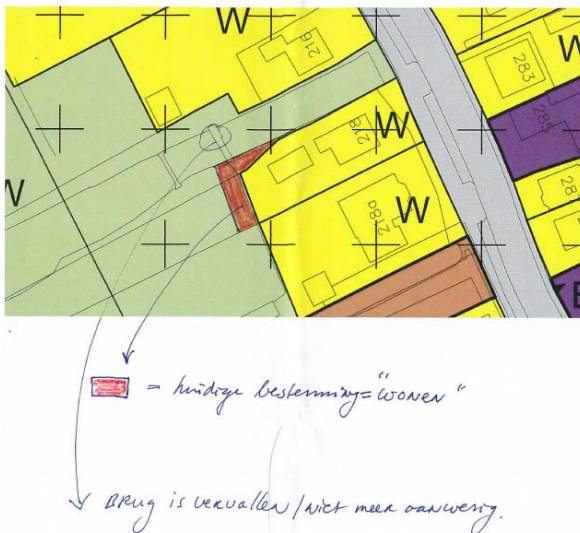 W
216
W
283
285
218
W
W
218a
W
28
= huidige bestemming = "wonen"
Brug is vervallen / niet meer aanwezig.